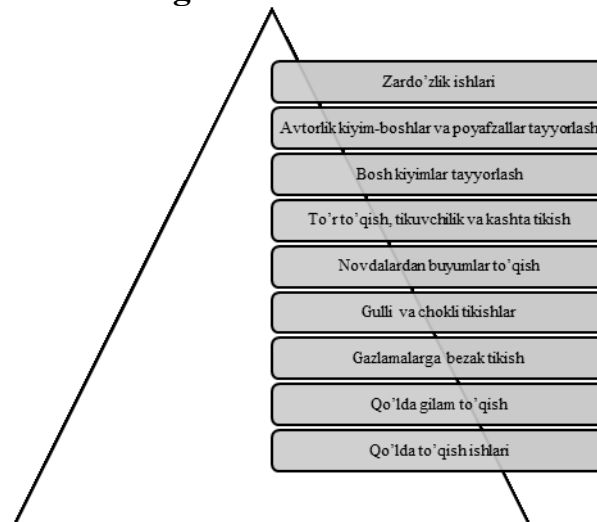 Zardo’zlik ishlari
Avtorlik kiyim-boshlar va poyafzallar tayyorlash
Bosh kiyimlar tayyorlash
To’r to’qish, tikuvchilik va kashta tikish
Novdalardan buyumlar to’qish
Gulli va chokli tikishlar
Gazlamalarga bezak tikish
Qo’lda gilam to’qish
Qo’lda to’qish ishlari